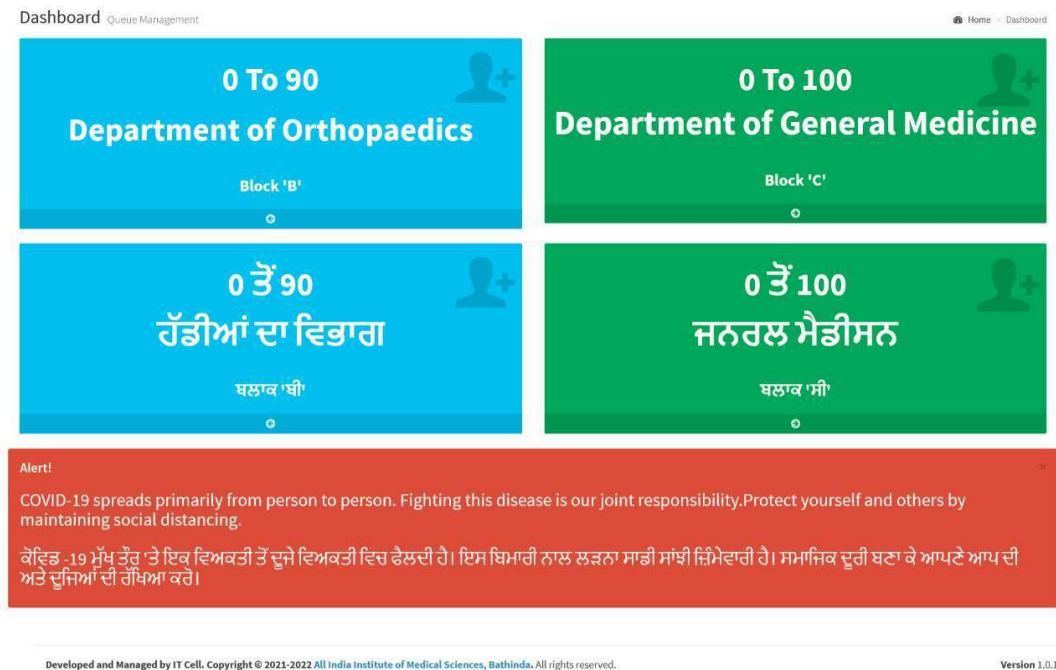 Dashboard Queue Management
Home > Dashboard
0 To 90
Department of Orthopaedics
Block 'B'
0 To 100
Department of General Medicine
Block 'C'
0 ਤੋਂ 90
ਹੱਡੀਆਂ ਦਾ ਵਿਭਾਗ
ਬਲਾਕ 'ਬੀ'
0 ਤੋਂ 100
ਜਨਰਲ ਮੈਡੀਸਨ
ਬਲਾਕ 'ਸੀ'
Alert!
COVID-19 spreads primarily from person to person. Fighting this disease is our joint responsibility.Protect yourself and others by
maintaining social distancing.
ਕੋਵਿਡ -19 ਮੁੱਖ ਤੌਰ 'ਤੇ ਇਕ ਵਿਅਕਤੀ ਤੋਂ ਦੂਜੇ ਵਿਅਕਤੀ ਵਿਚ ਫੈਲਦੀ ਹੈ। ਇਸ ਬਿਮਾਰੀ ਨਾਲ ਲੜਨਾ ਸਾਡੀ ਸਾਂਝੀ ਜ਼ਿੰਮੇਵਾਰੀ ਹੈ। ਸਮਾਜਿਕ ਦੂਰੀ ਬਣਾ ਕੇ ਆਪਣੇ ਆਪ ਦੀ
ਅਤੇ ਦੂਜਿਆਂ ਦੀ ਰੱਖਿਆ ਕਰੋ।
Developed and Managed by IT Cell. Copyright © 2021-2022 All India Institute of Medical Sciences, Bathinda. All rights reserved.
Version 1.0.1